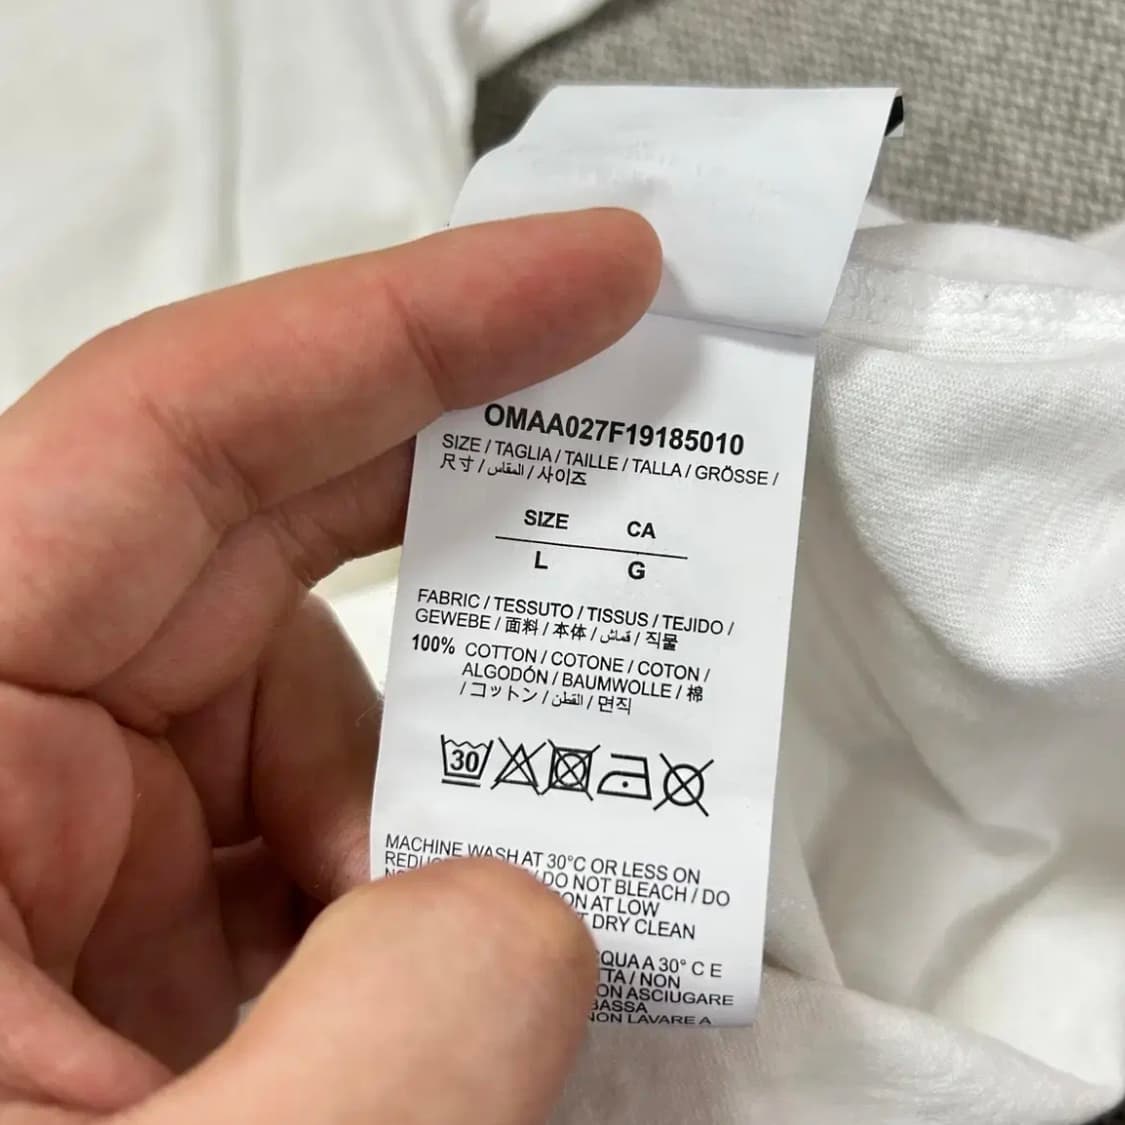 OMAA027F19185010
SIZE / TAGLIA / TAILLE / TALLA / GRÖSSE /
尺寸 / المقاس / 사이즈
SIZE CA
L G
FABRIC / TESSUTO / TISSUS / TEJIDO /
GEWEBE / 面料 / 本体 / قماش / 직물
100% COTTON / COTONE / COTON /
ALGODÓN / BAUMWOLLE / 棉
/ コットン / القطن / 면직
30
MACHINE WASH AT 30°C OR LESS ON
DO NOT BLEACH / DO
AT LOW
DRY CLEAN
A 30° C E
/ NON
ASCIUGARE
BASSA
NON LAVARE A